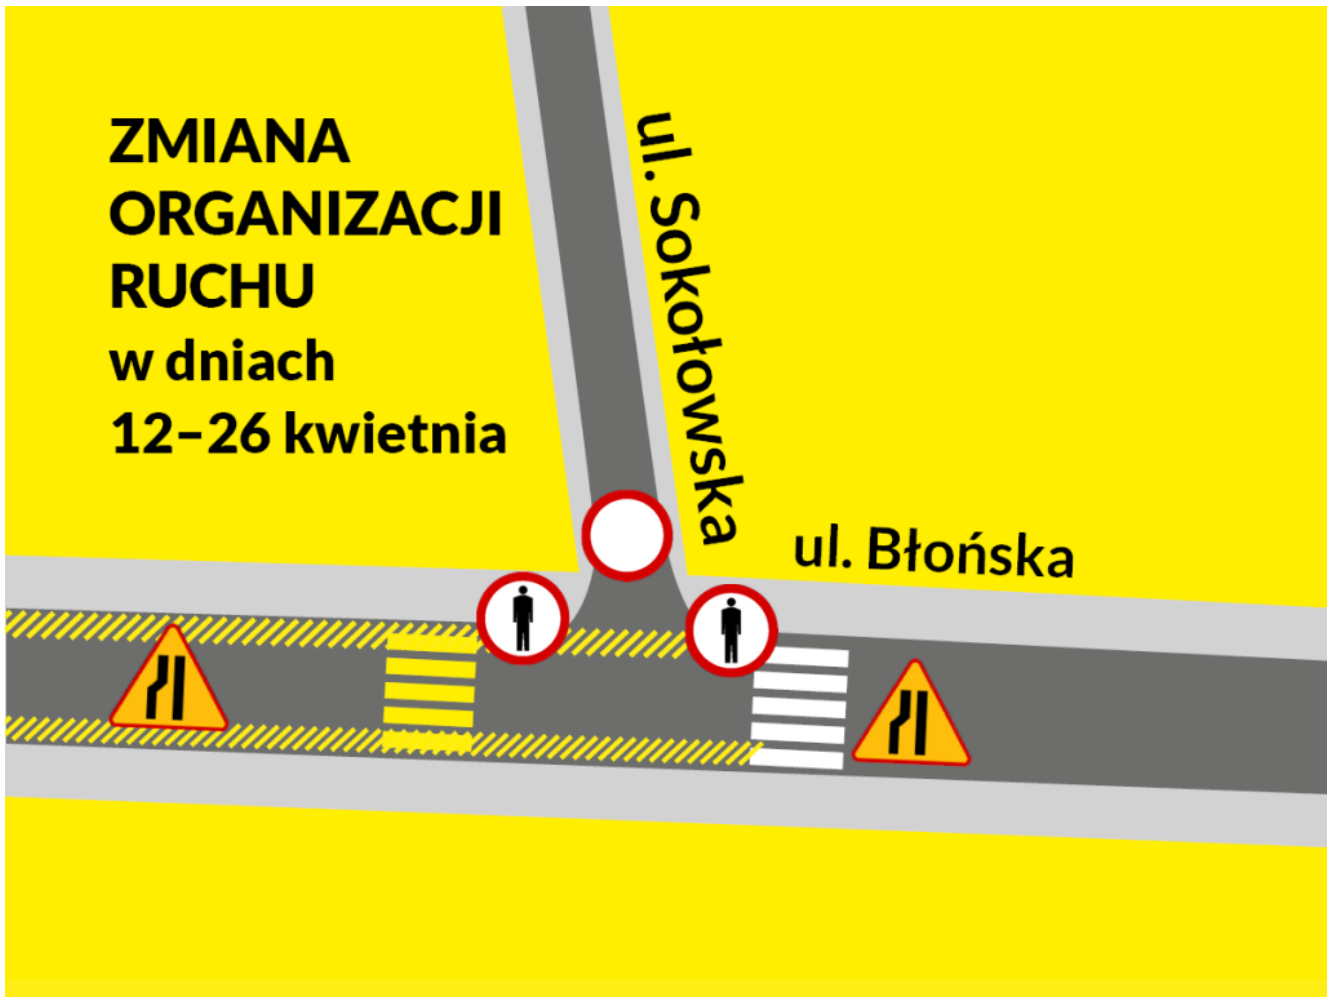 ZMIANA
ORGANIZACJI
RUCHU
w dniach
12–26 kwietnia
ul. Sokołowska
ul. Błońska